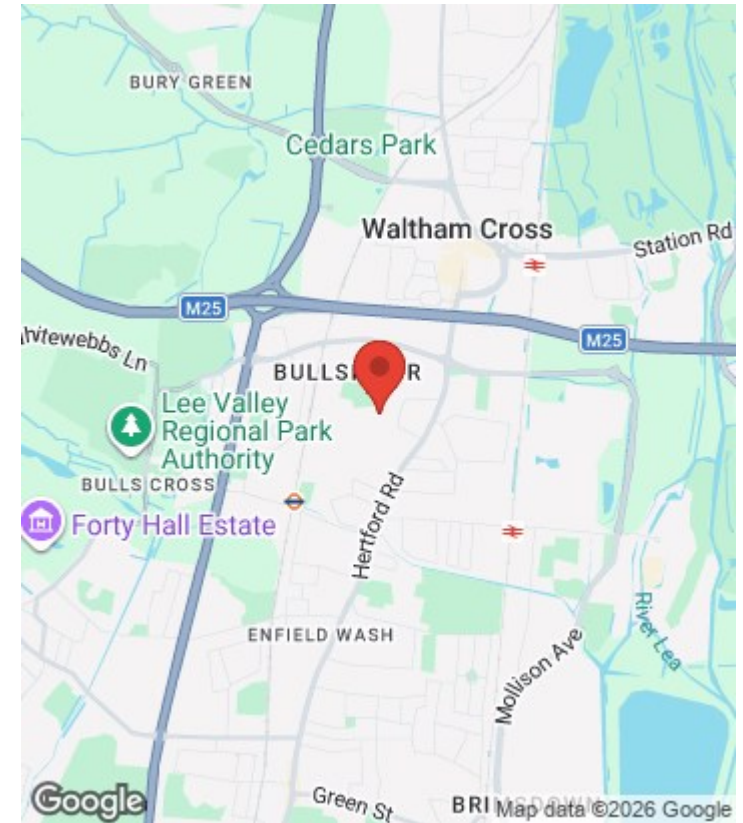 BURY GREEN
Cedars Park
Waltham Cross
Station Rd
M25
M25
hitewebbs Ln
Lee Valley
Regional Park
Authority
BULLS CROSS
Forty Hall Estate
Hertford Rd
ENFIELD WASH
River Lea
Mollison Ave
Green St
Google
Map data ©2026 Google